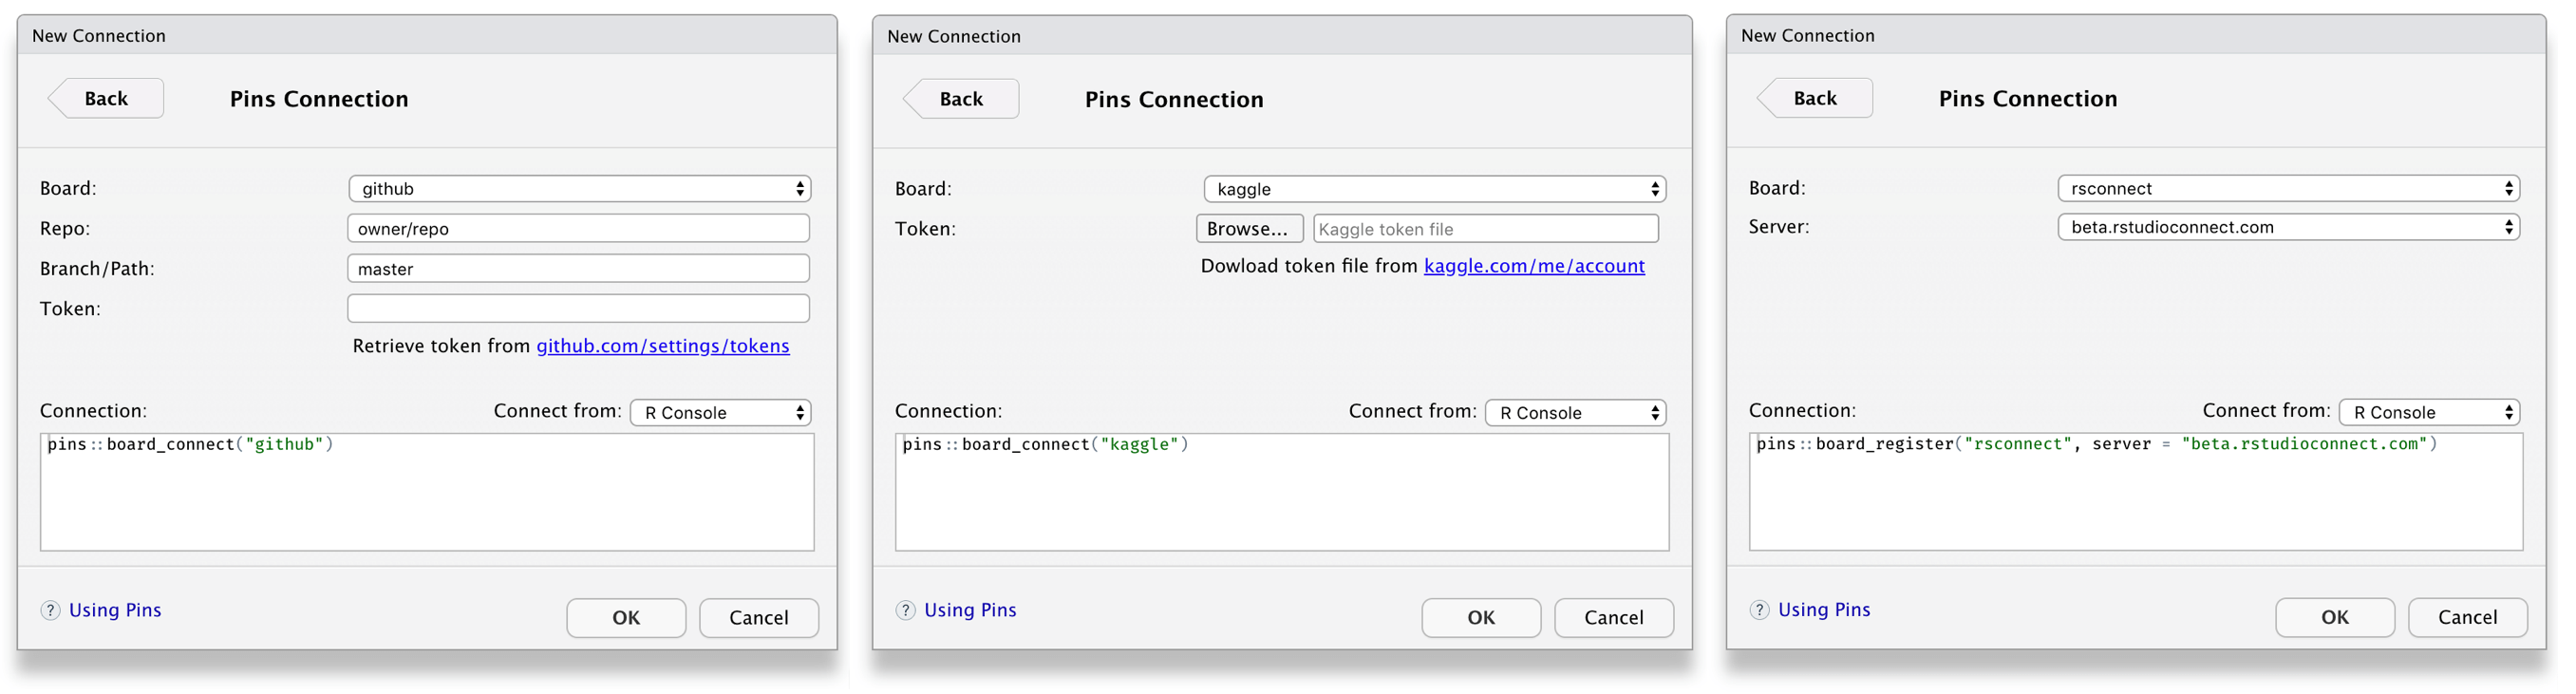 New Connection
Back
Pins Connection
Board: github
Repo: owner/repo
Branch/Path: master
Token:
Retrieve token from github.com/settings/tokens
Connection: Connect from: R Console
pins::board_connect("github")
? Using Pins
OK
Cancel
New Connection
Back
Pins Connection
Board: kaggle
Token: Browse... Kaggle token file
Dowload token file from kaggle.com/me/account
Connection: Connect from: R Console
pins::board_connect("kaggle")
? Using Pins
OK
Cancel
New Connection
Back
Pins Connection
Board: rsconnect
Server: beta.rstudioconnect.com
Connection: Connect from: R Console
pins::board_register("rsconnect", server = "beta.rstudioconnect.com")
? Using Pins
OK
Cancel